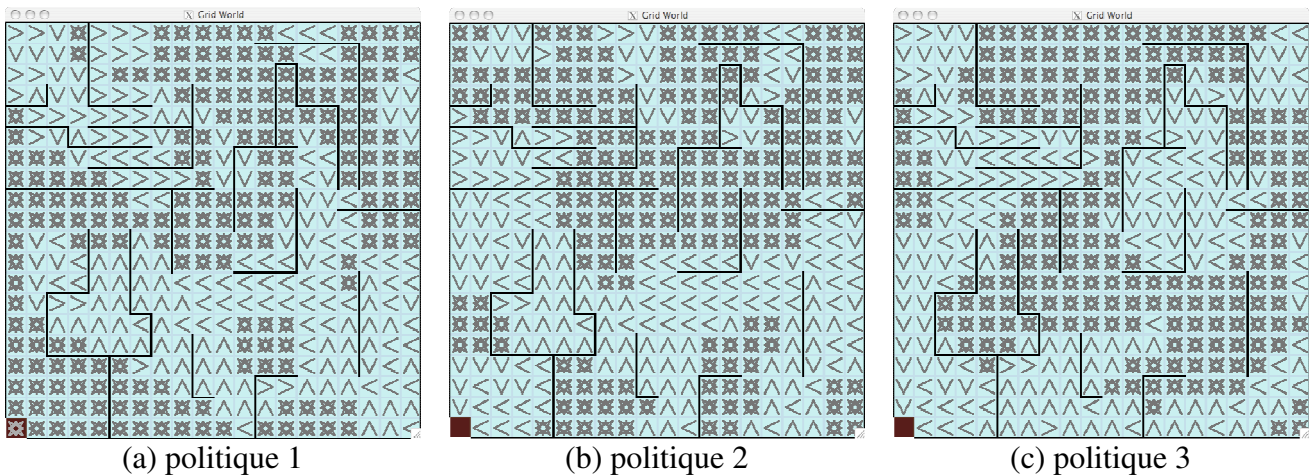 X Grid World
X Grid World
X Grid World
(a) politique 1
(b) politique 2
(c) politique 3